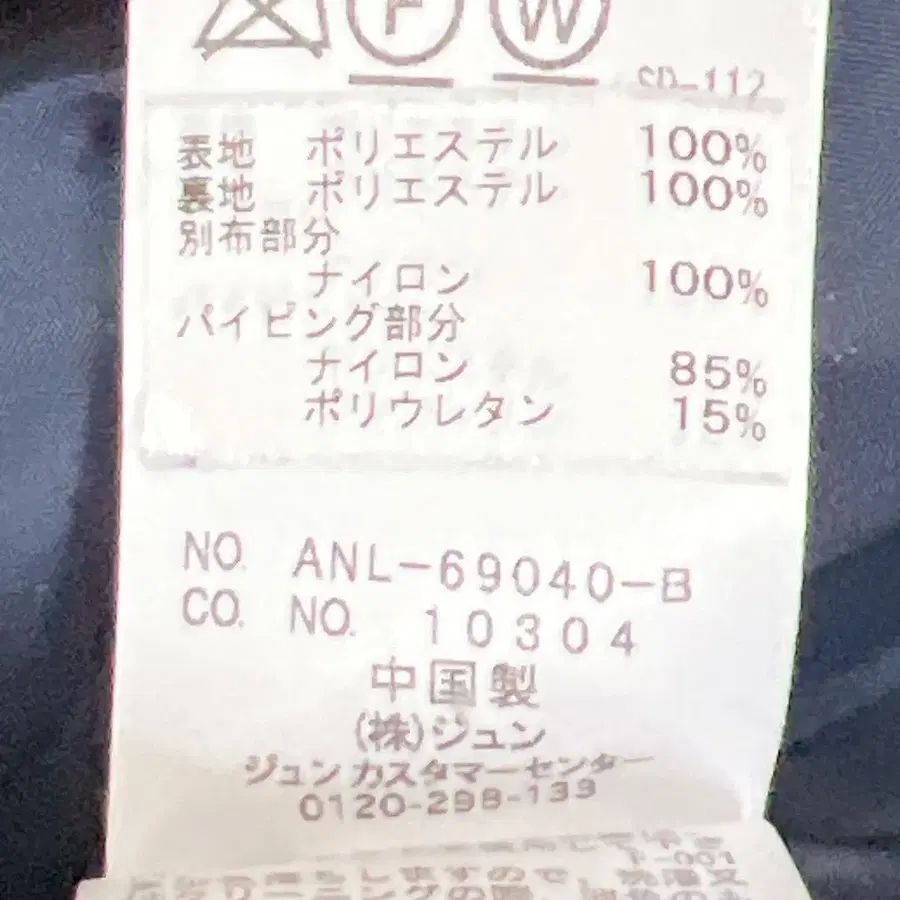 F W
SD-112
表地 ポリエステル 100%
裏地 ポリエステル 100%
別布部分
ナイロン 100%
パイピング部分
ナイロン 85%
ポリウレタン 15%
NO. ANL-69040-B
CO. NO. 10304
中国製
(株)ジュン
ジュン カスタマーセンター
0120-298-133